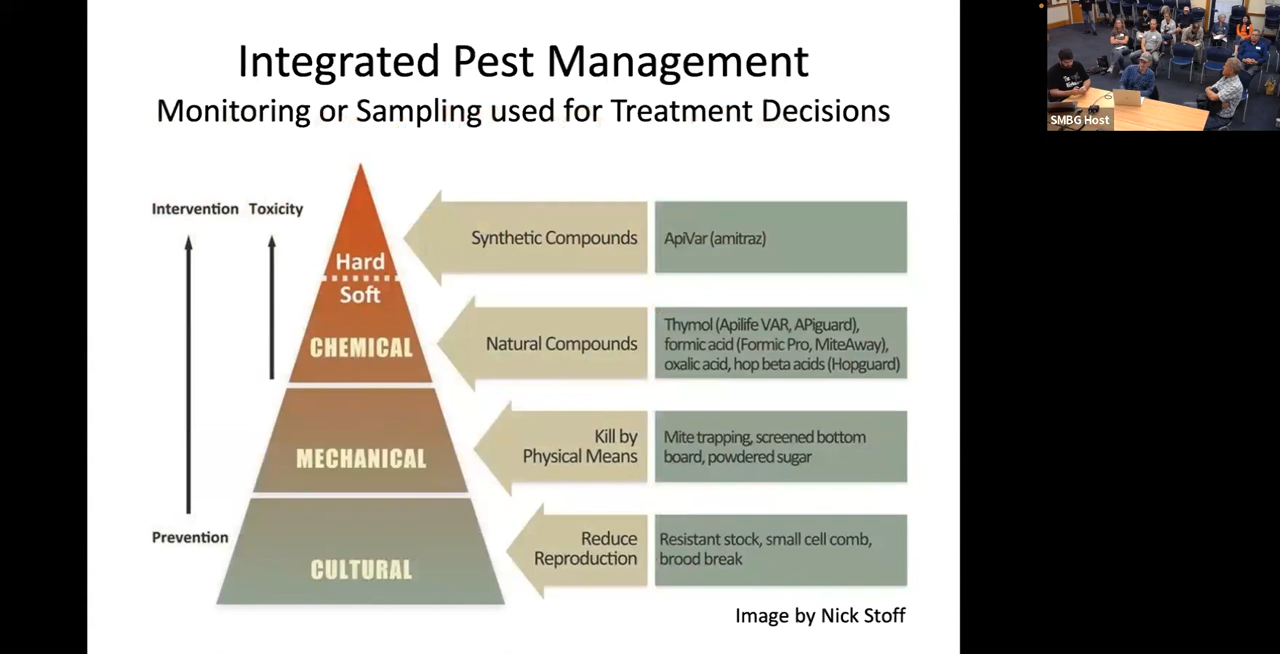 Integrated Pest Management
Monitoring or Sampling used for Treatment Decisions
Intervention Toxicity
Prevention
Hard
Soft
CHEMICAL
MECHANICAL
CULTURAL
Synthetic Compounds
ApiVar (amitraz)
Natural Compounds
Thymol (Apilife VAR, APiguard),
formic acid (Formic Pro, MiteAway),
oxalic acid, hop beta acids (Hopguard)
Kill by
Physical Means
Mite trapping, screened bottom
board, powdered sugar
Reduce
Reproduction
Resistant stock, small cell comb,
brood break
Image by Nick Stoff
SMBG Host